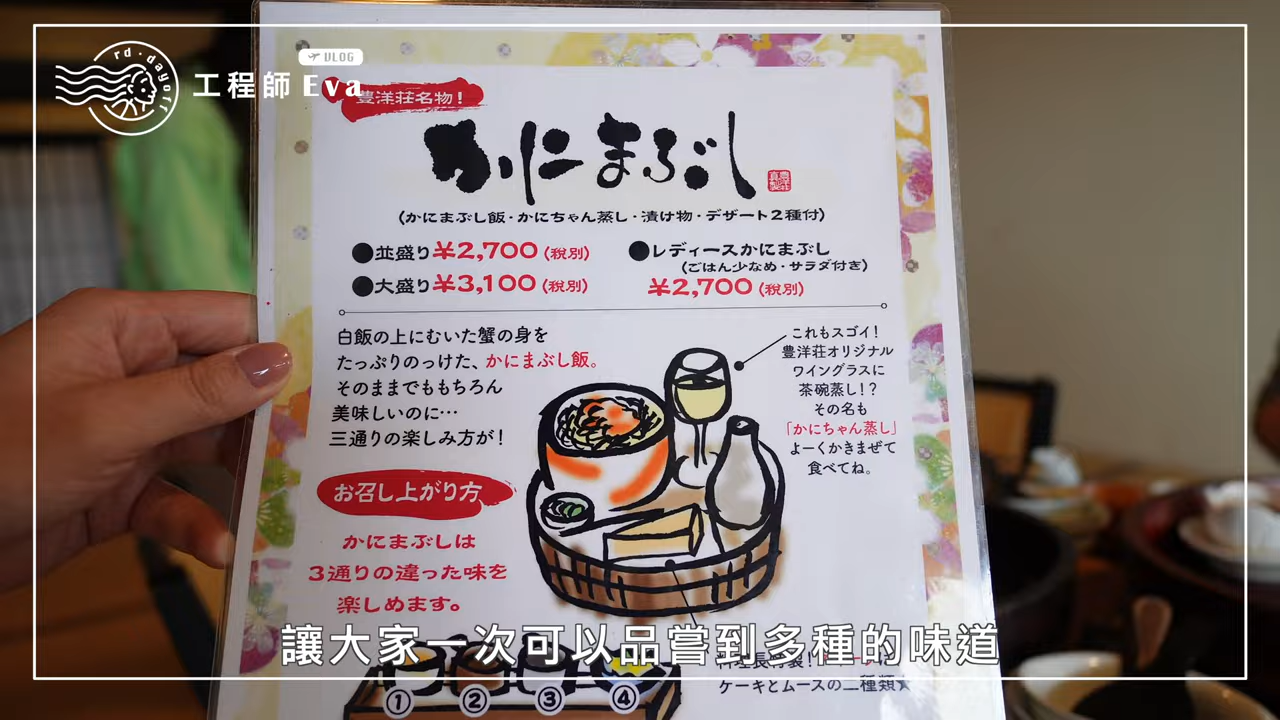 rd·dayoff
VLOG
工程師 Eva
豊洋荘名物!
かにまぶし
(かにまぶし飯・かにちゃん蒸し・漬け物・デザート2種付)
●並盛り¥2,700(税別)
●大盛り¥3,100(税別)
●レディースかにまぶし
(ごはん少なめ・サラダ付き)
¥2,700(税別)
白飯の上にむいた蟹の身を
たっぷりのっけた、かにまぶし飯。
そのままでももちろん
美味しいのに…
三通りの楽しみ方が!
これもスゴイ!
豊洋荘オリジナル
ワイングラスに
茶碗蒸し!?
その名も
「かにちゃん蒸し」
よーくかきまぜて
食べてね。
お召し上がり方
かにまぶしは
3通りの違った味を
楽しめます。
① ② ③ ④
ケーキとムースの二種類
讓大家一次可以品嘗到多種的味道